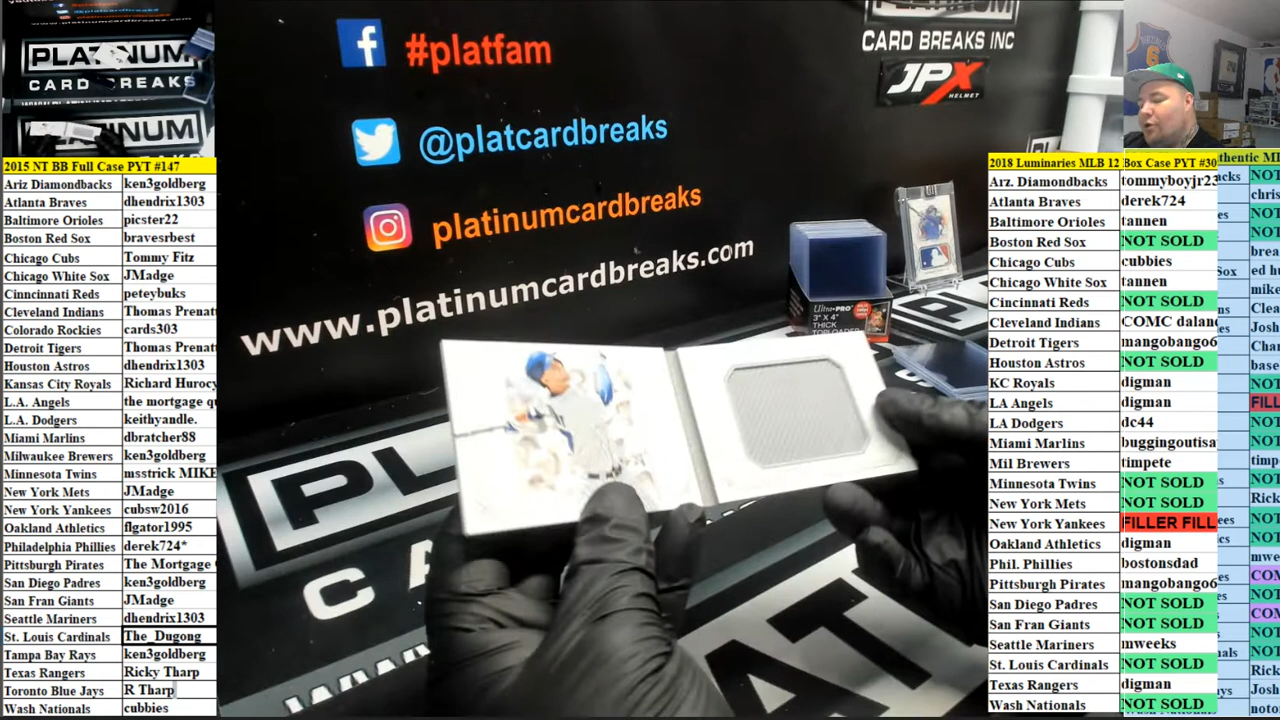 www.
PLATINUM
CARD BREAKS
2015 NT BB Full Case PYT #147
Ariz Diamondbacks ken3goldberg
Atlanta Braves dhendrix1303
Baltimore Orioles picster22
Boston Red Sox bravesrbest
Chicago Cubs Tommy Fitz
Chicago White Sox JMadge
Cinncinnati Reds peteybuks
Cleveland Indians Thomas Prenatt
Colorado Rockies cards303
Detroit Tigers Thomas Prenatt
Houston Astros dhendrix1303
Kansas City Royals Richard Hurocy
L.A. Angels the mortgage q
L.A. Dodgers keithyandle.
Miami Marlins dbratcher88
Milwaukee Brewers ken3goldberg
Minnesota Twins msstrick MIKE
New York Mets JMadge
New York Yankees cubsw2016
Oakland Athletics flgator1995
Philadelphia Phillies derek724*
Pittsburgh Pirates The Mortgage
San Diego Padres ken3goldberg
San Fran Giants JMadge
Seattle Mariners dhendrix1303
St. Louis Cardinals The_Dugong
Tampa Bay Rays ken3goldberg
Texas Rangers Ricky Tharp
Toronto Blue Jays R Tharp
Wash Nationals cubbies
#platfam
@platcardbreaks
platinumcardbreaks
www.platinumcardbreaks.com
PLATINUM
CARD BREAKS INC
JPX
HELMET
Ultra·PRO
3" X 4"
THICK
TOPLOADER
2018 Luminaries MLB 12 Box Case PYT #30
Arz. Diamondbacks tommyboyjr23
Atlanta Braves derek724
Baltimore Orioles tannen
Boston Red Sox NOT SOLD
Chicago Cubs cubbies
Chicago White Sox tannen
Cincinnati Reds NOT SOLD
Cleveland Indians COMC daland
Detroit Tigers mangobango6
Houston Astros NOT SOLD
KC Royals digman
LA Angels digman
LA Dodgers dc44
Miami Marlins buggingoutisa
Mil Brewers timpete
Minnesota Twins NOT SOLD
New York Mets NOT SOLD
New York Yankees FILLER FILL
Oakland Athletics digman
Phil. Phillies bostonsdad
Pittsburgh Pirates mangobango6
San Diego Padres NOT SOLD
San Fran Giants NOT SOLD
Seattle Mariners mweeks
St. Louis Cardinals NOT SOLD
Texas Rangers digman
Wash Nationals NOT SOLD